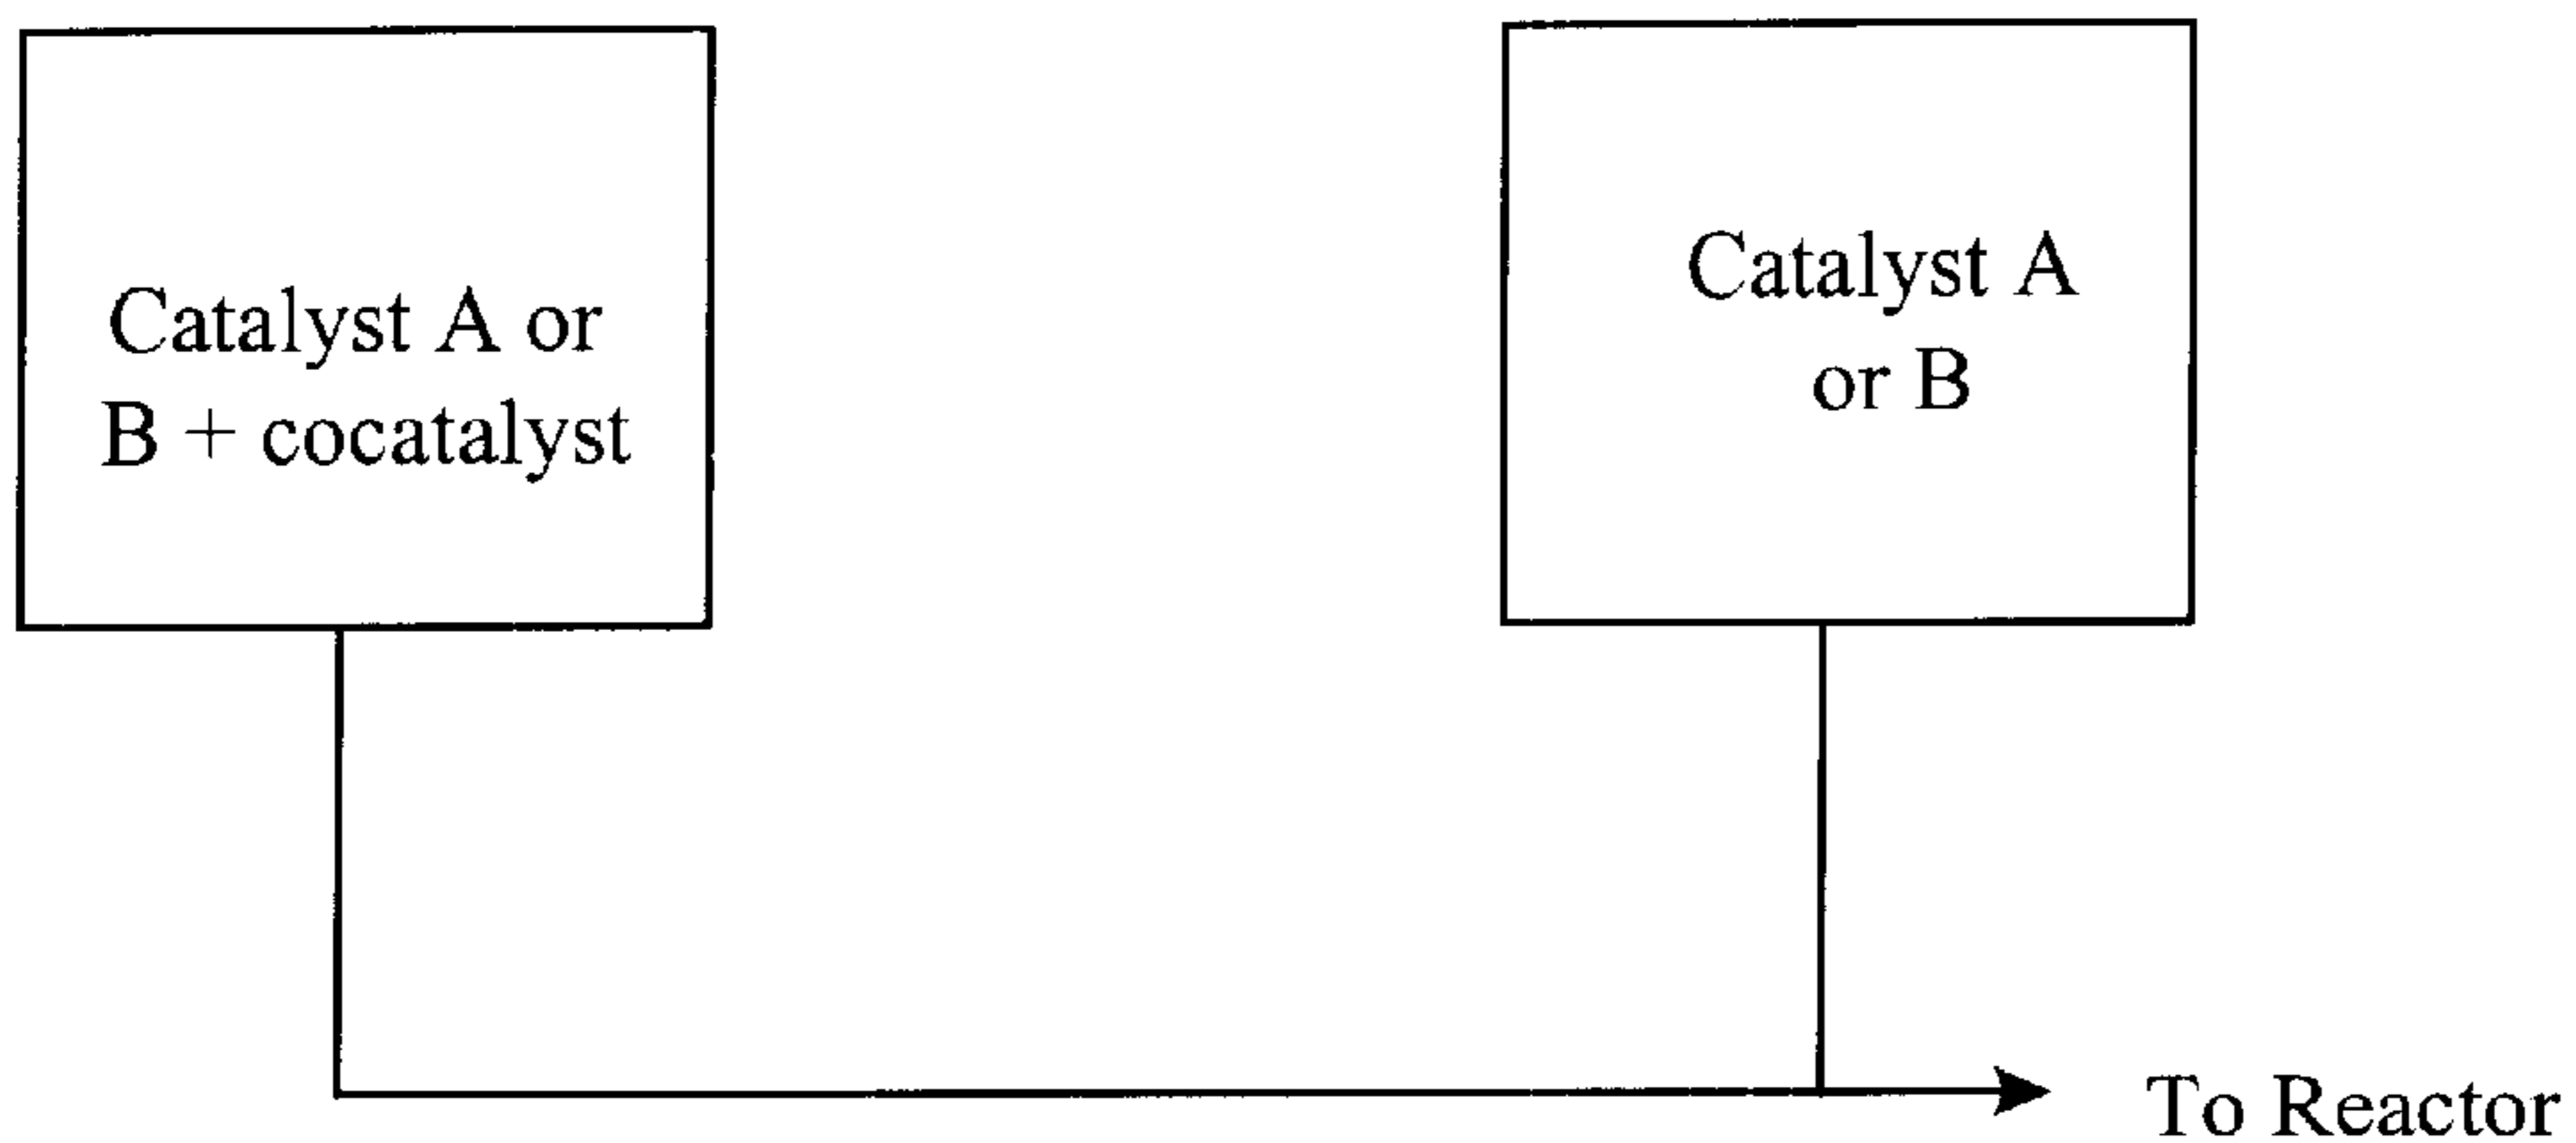 Catalyst A or
B + cocatalyst
Catalyst A
or B
To Reactor